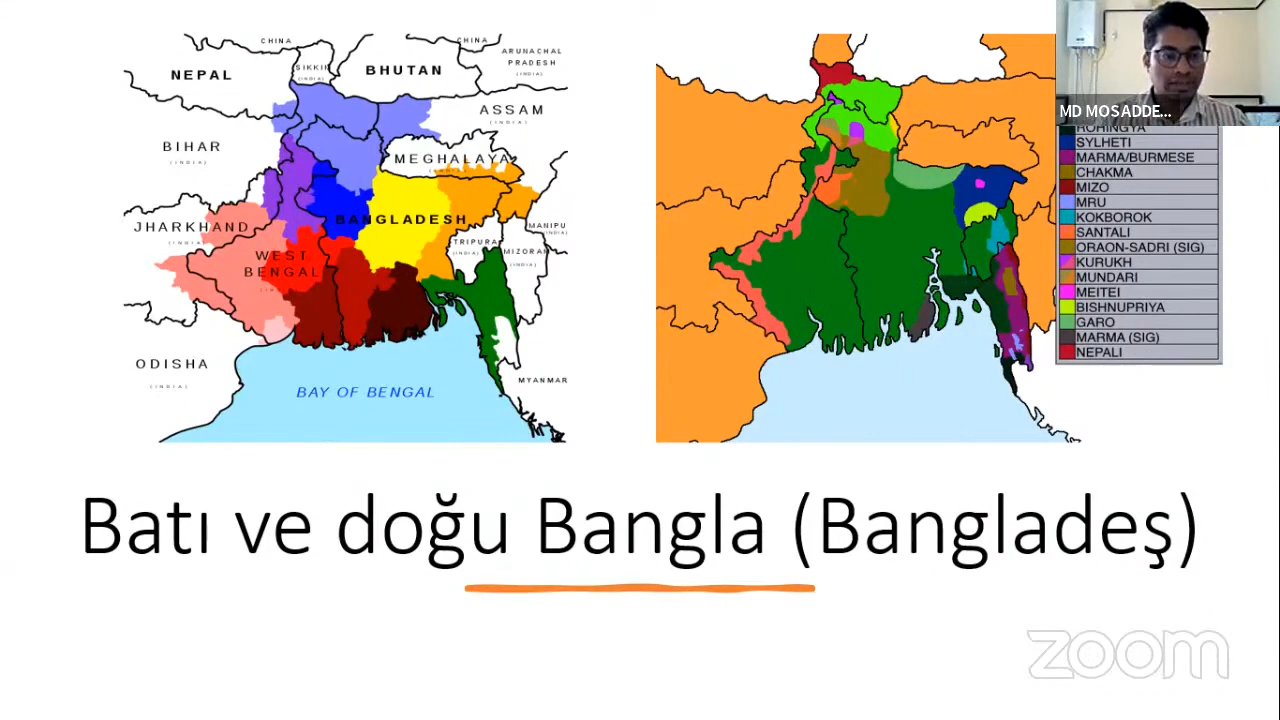 CHINA
CHINA
NEPAL
SIKKI
(INDIA)
BHUTAN
ARUNACHAL
PRADESH
(INDIA)
ASSAM
(INDIA)
BIHAR
(INDIA)
MEGHALAYA
JHARKHAND
(INDIA)
BANGLADESH
WEST
BENGAL
TRIPURA
(INDIA)
MANIPU
(INDIA)
MIZORAM
(INDIA)
ODISHA
(INDIA)
MYANMAR
BAY OF BENGAL
MD MOSADDE...
ROHINGYA
SYLHETI
MARMA/BURMESE
CHAKMA
MIZO
MRU
KOKBOROK
SANTALI
ORAON-SADRI (SIG)
KURUKH
MUNDARI
MEITEI
BISHNUPRIYA
GARO
MARMA (SIG)
NEPALI
Batı ve doğu Bangla (Bangladeş)
zoom